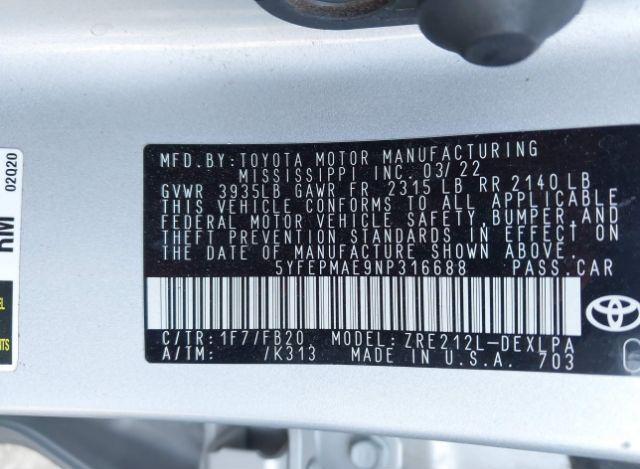 MFD.BY:TOYOTA MOTOR MANUFACTURING
MISSISSIPPI INC. 03/22
GVWR 3935LB GAWR FR 2315 LB RR 2140 LB
THIS VEHICLE CONFORMS TO ALL APPLICABLE
FEDERAL MOTOR VEHICLE SAFETY, BUMPER, AND
THEFT PREVENTION STANDARDS IN EFFECT ON
THE DATE OF MANUFACTURE SHOWN ABOVE.
5YFEPMAE9NP316688 PASS.CAR
C/TR: 1F7/FB20 MODEL: ZRE212L-DEXLPA
A/TM: /K313 MADE IN U.S.A. 703
02Q20
RM